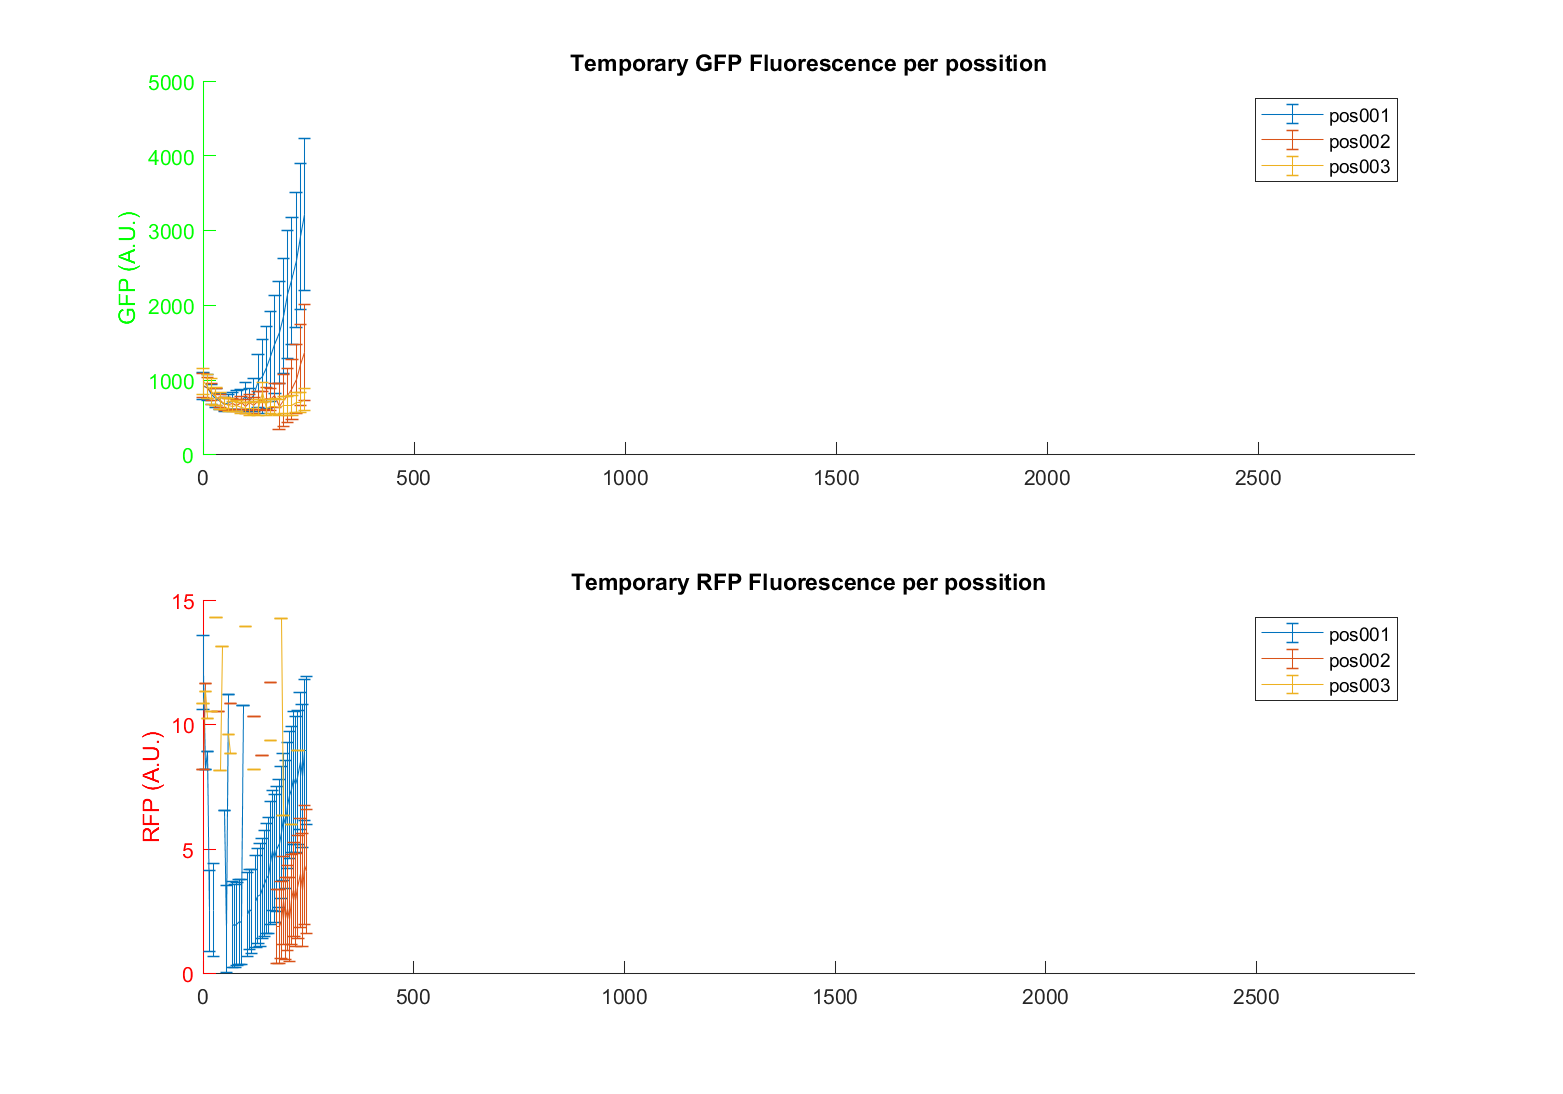 Temporary GFP Fluorescence per possition
5000
4000
3000
2000
1000
0
GFP (A.U.)
pos001
pos002
pos003
0 500 1000 1500 2000 2500
Temporary RFP Fluorescence per possition
15
10
5
0
RFP (A.U.)
pos001
pos002
pos003
0 500 1000 1500 2000 2500